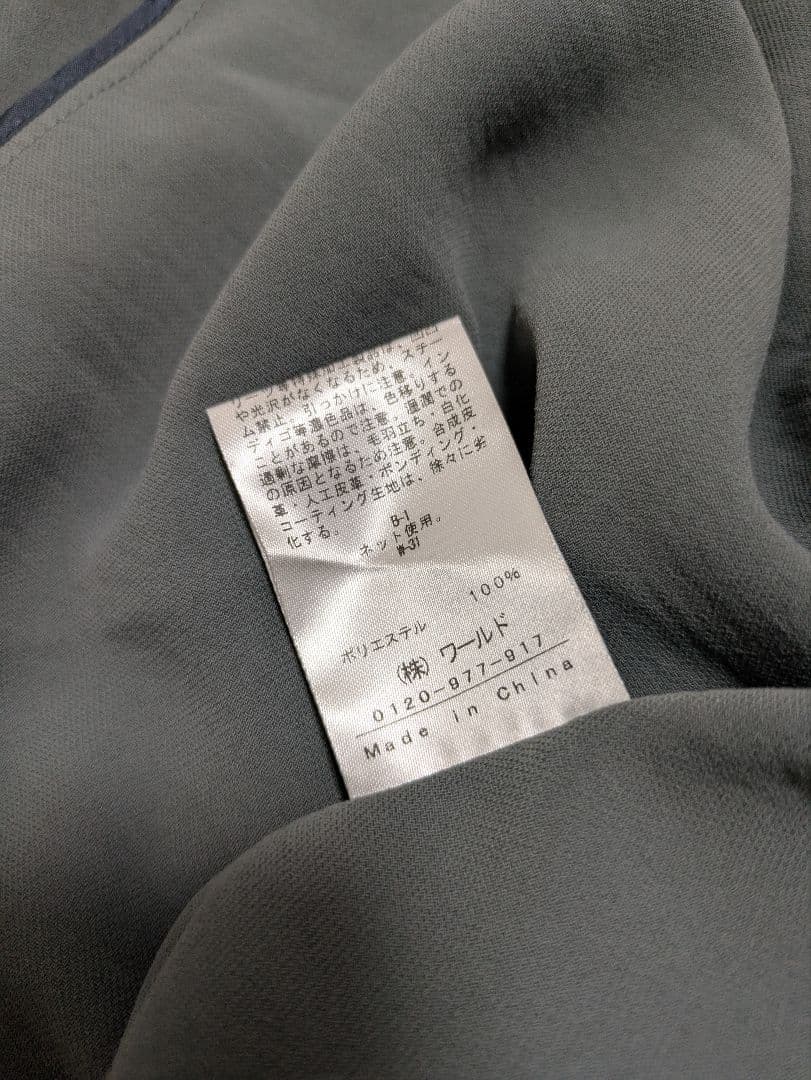 や光沢がなくなるため、スチー
ム禁止。引っかけに注意。イン
ディゴ等濃色品は、色移りする
ことがあるので注意。湿潤での
過剰な摩擦は、毛羽立ち・白化
の原因となるため注意。合成皮
革・人工皮革・ボンディング・
コーティング生地は、徐々に劣
化する。
B-1
ネット使用。
W-31
ポリエステル 100%
(株)ワールド
0120-977-917
Made in China